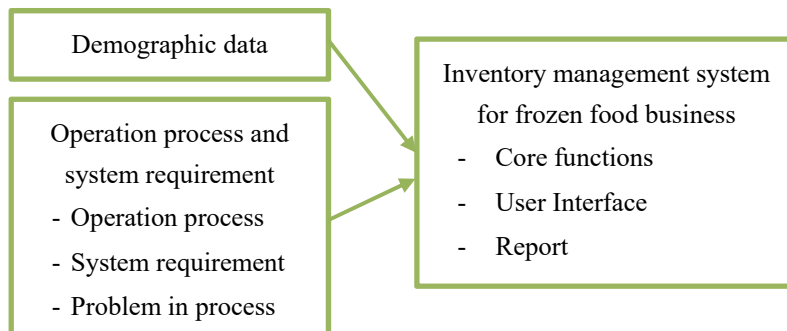 Demographic data
Operation process and
system requirement
- Operation process
- System requirement
- Problem in process
Inventory management system
for frozen food business
- Core functions
- User Interface
- Report